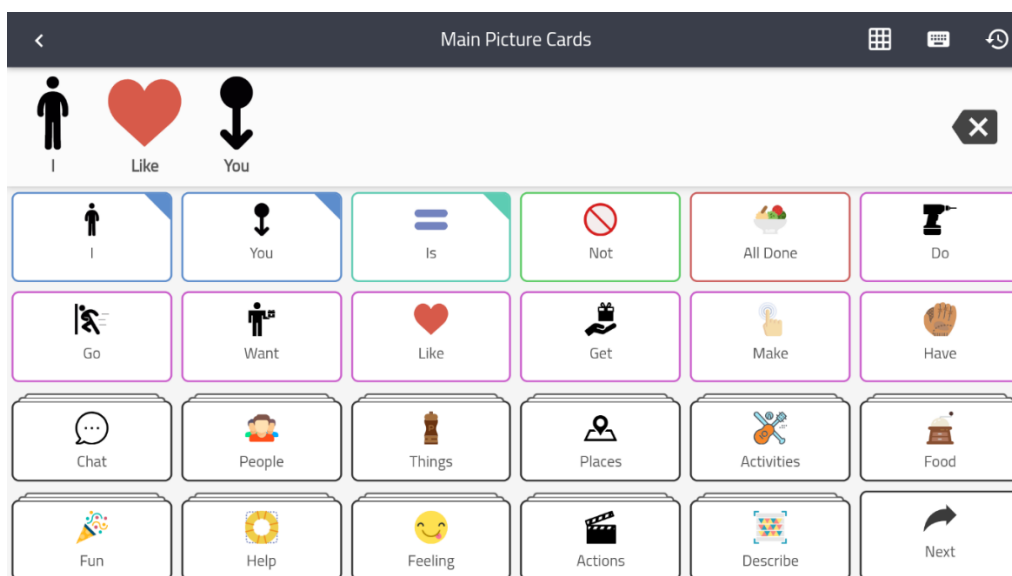 Main Picture Cards
I Like You
I You Is Not All Done Do
Go Want Like Get Make Have
Chat People Things Places Activities Food
Fun Help Feeling Actions Describe Next